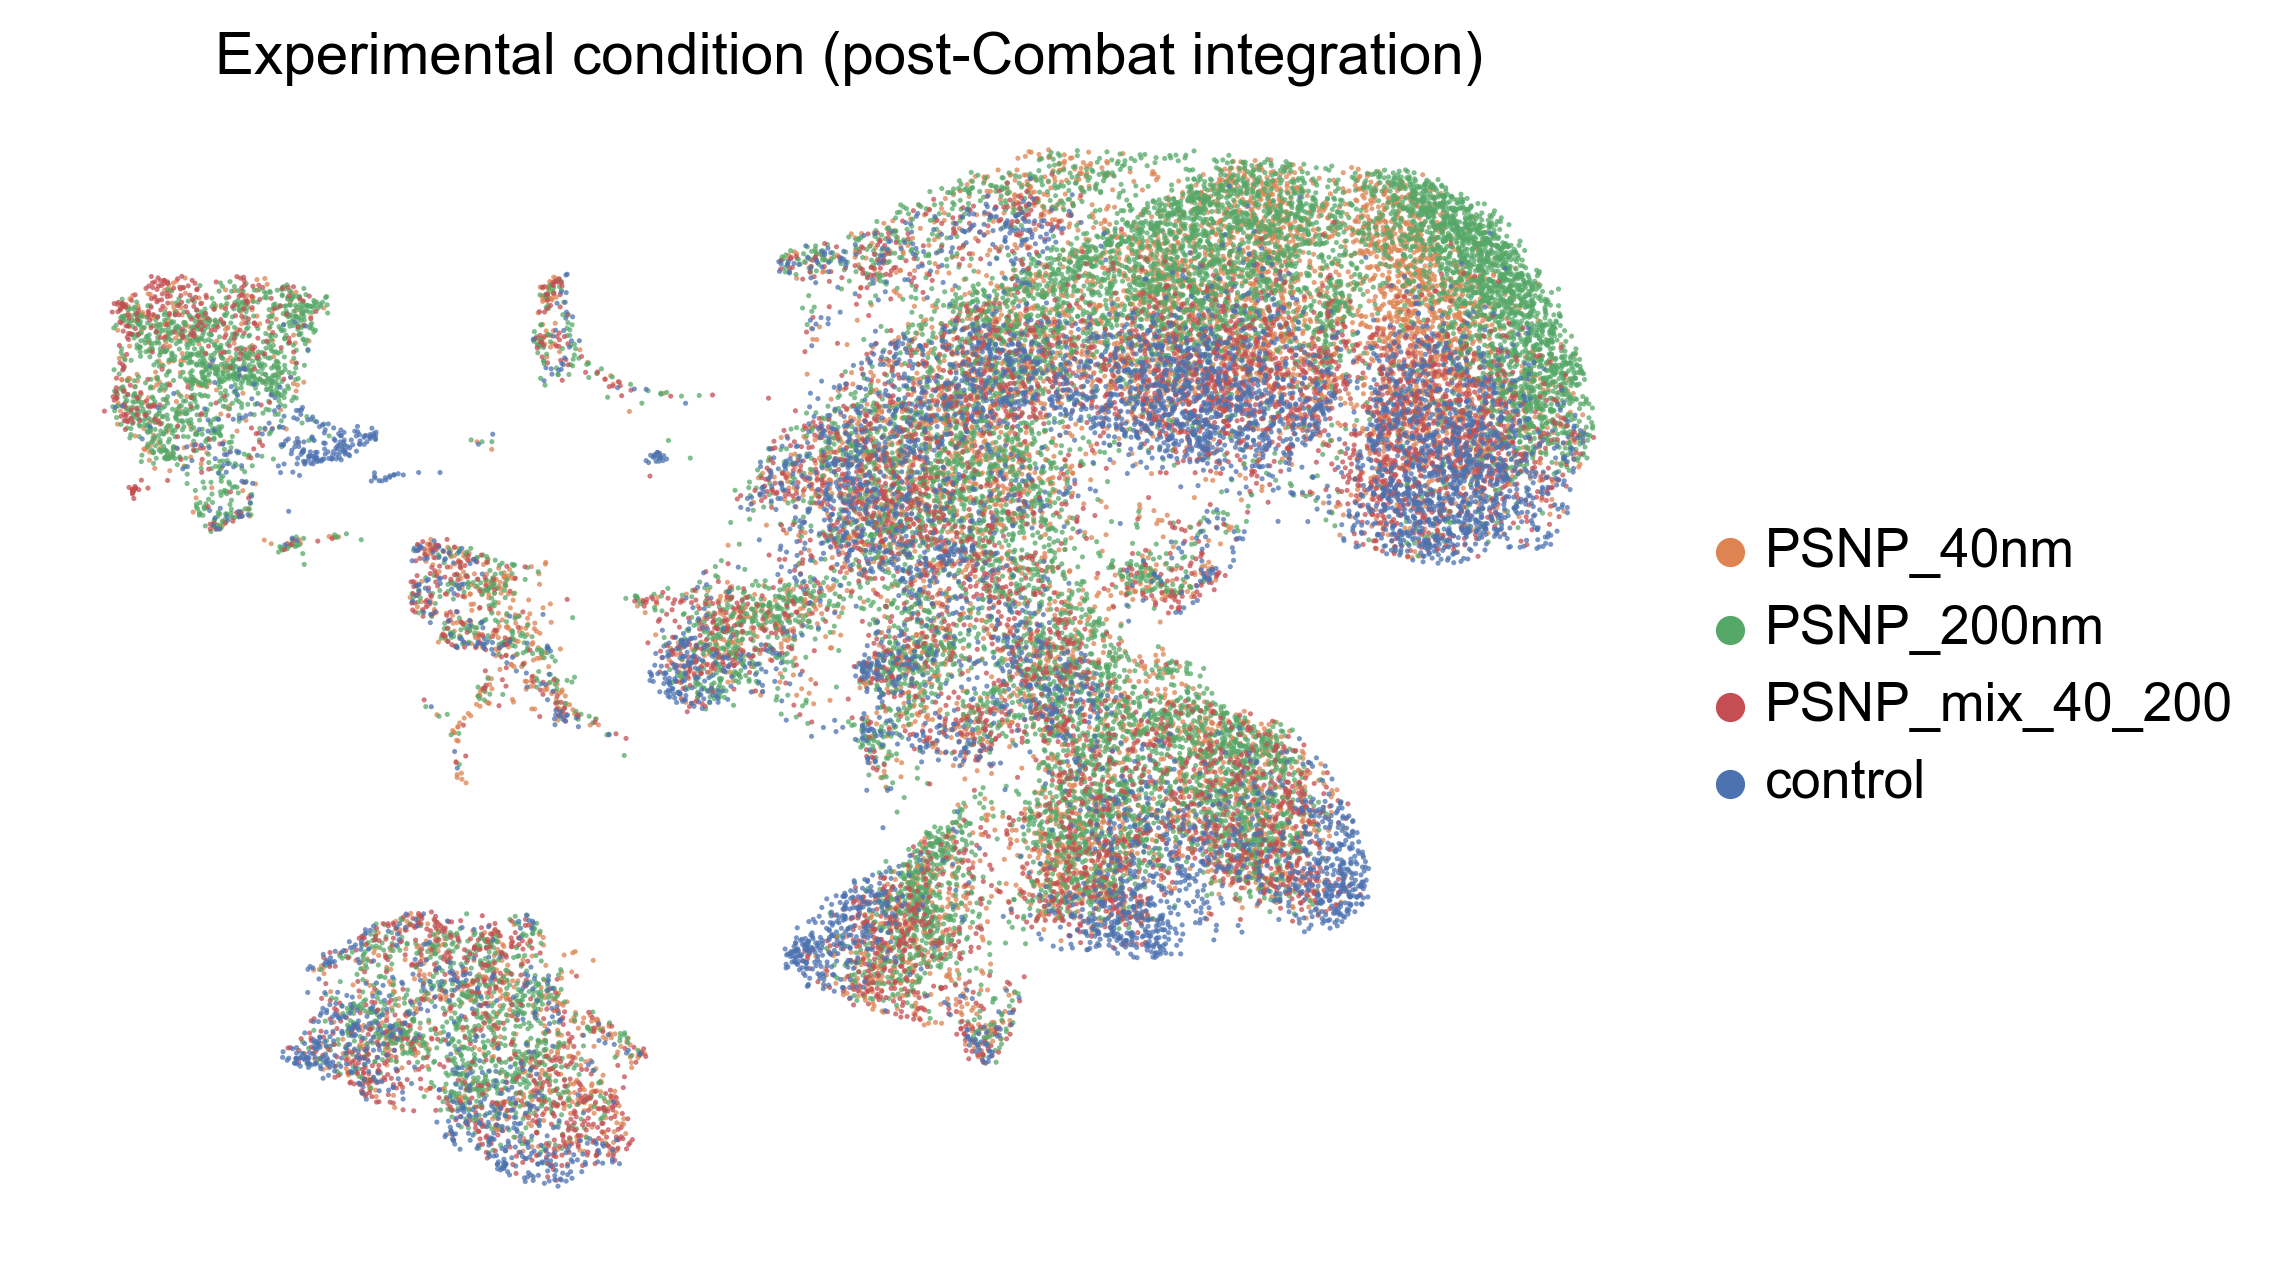 Experimental condition (post-Combat integration)
PSNP_40nm
PSNP_200nm
PSNP_mix_40_200
control